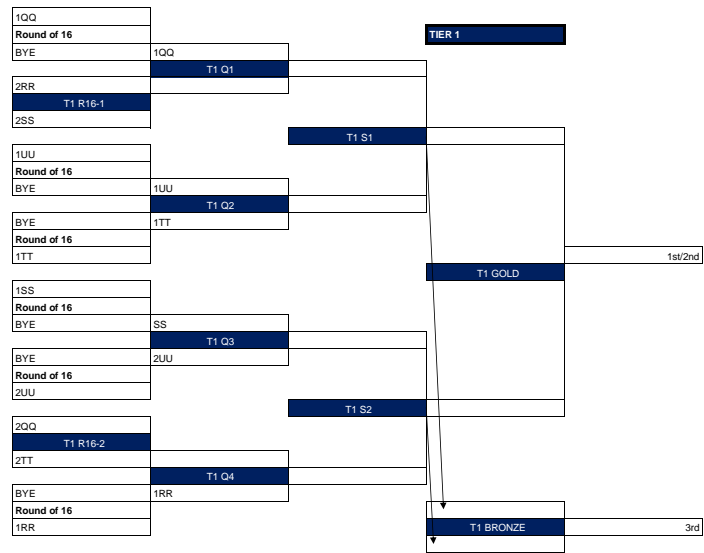 1QQ
Round of 16
TIER 1
BYE
1QQ
T1 Q1
2RR
T1 R16-1
2SS
T1 S1
1UU
Round of 16
BYE
1UU
T1 Q2
BYE
1TT
Round of 16
1TT
1st/2nd
T1 GOLD
1SS
Round of 16
BYE
SS
T1 Q3
BYE
2UU
Round of 16
2UU
T1 S2
2QQ
T1 R16-2
2TT
T1 Q4
BYE
1RR
Round of 16
1RR
T1 BRONZE
3rd